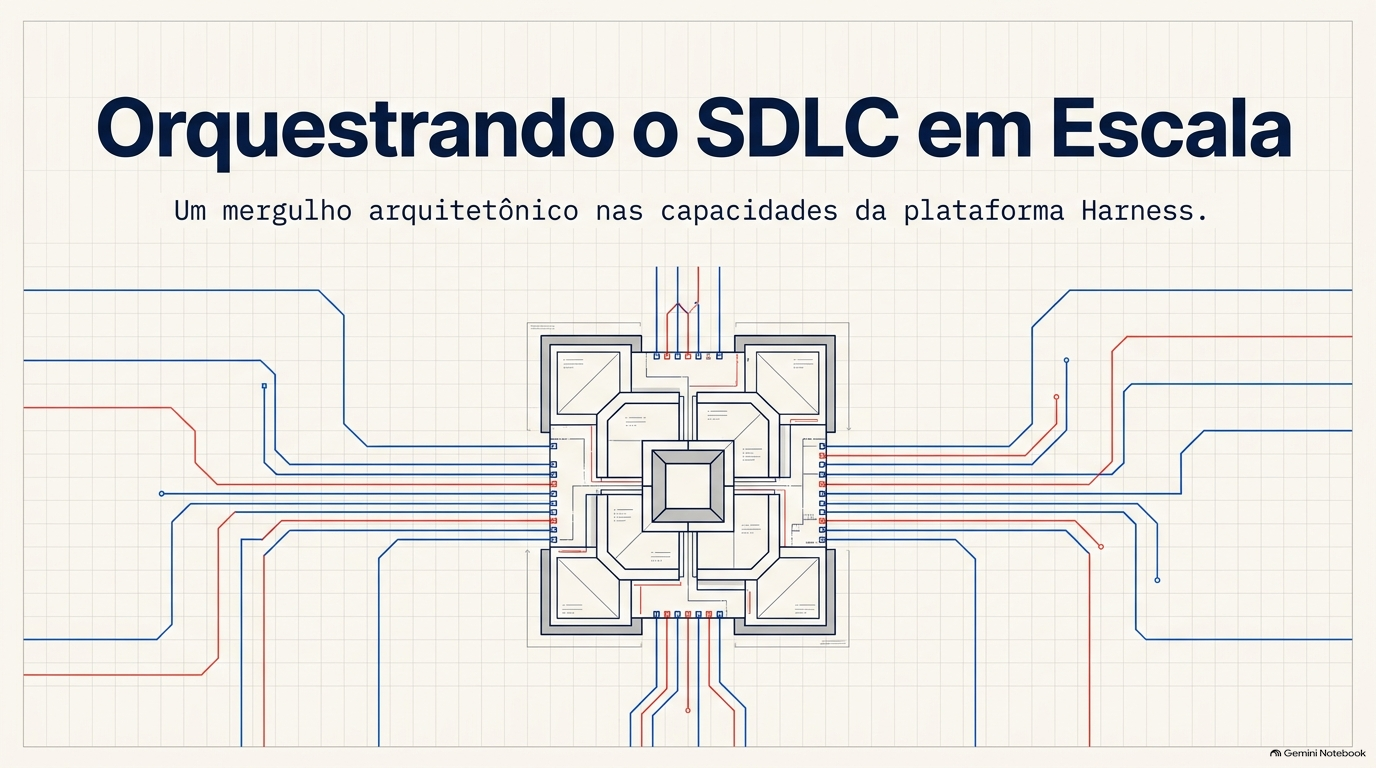 Orquestrando o SDLC em Escala
Um mergulho arquitetônico nas capacidades da plataforma Harness.
Gemini Notebook